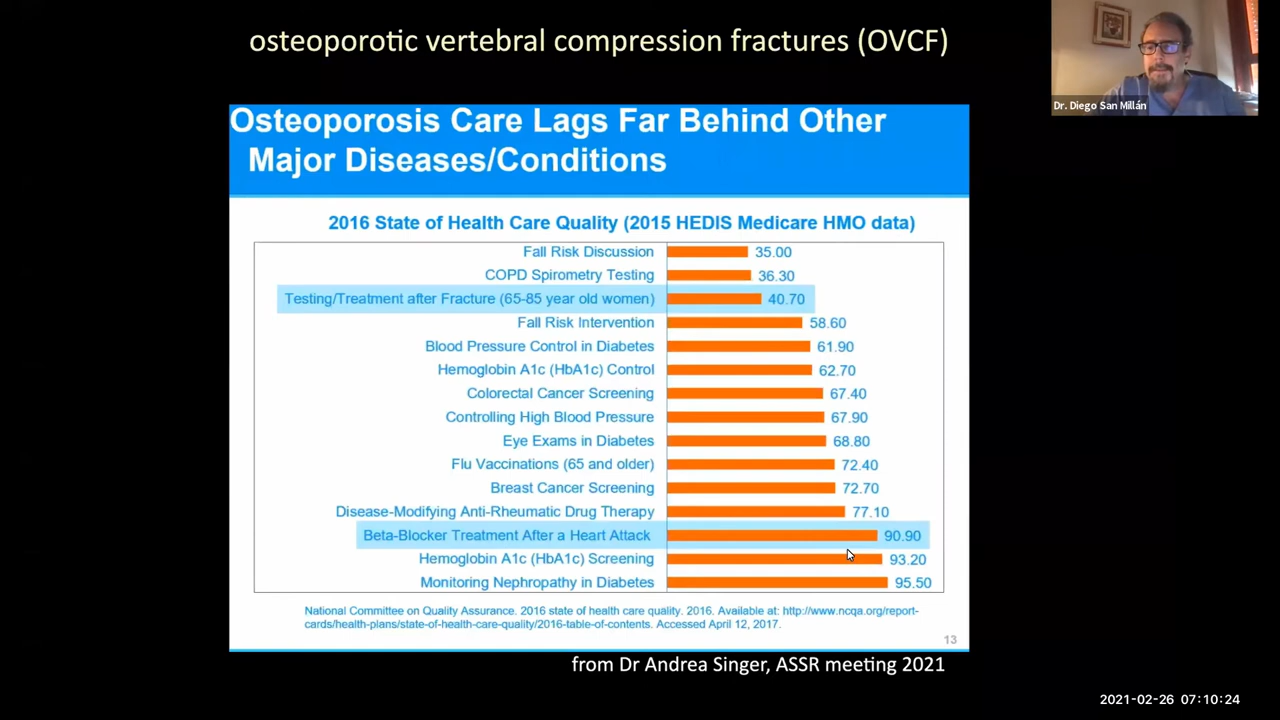 osteoporotic vertebral compression fractures (OVCF)
Dr. Diego San Millán
Osteoporosis Care Lags Far Behind Other
Major Diseases/Conditions
2016 State of Health Care Quality (2015 HEDIS Medicare HMO data)
Fall Risk Discussion 35.00
COPD Spirometry Testing 36.30
Testing/Treatment after Fracture (65-85 year old women) 40.70
Fall Risk Intervention 58.60
Blood Pressure Control in Diabetes 61.90
Hemoglobin A1c (HbA1c) Control 62.70
Colorectal Cancer Screening 67.40
Controlling High Blood Pressure 67.90
Eye Exams in Diabetes 68.80
Flu Vaccinations (65 and older) 72.40
Breast Cancer Screening 72.70
Disease-Modifying Anti-Rheumatic Drug Therapy 77.10
Beta-Blocker Treatment After a Heart Attack 90.90
Hemoglobin A1c (HbA1c) Screening 93.20
Monitoring Nephropathy in Diabetes 95.50
National Committee on Quality Assurance. 2016 state of health care quality. 2016. Available at: http://www.ncqa.org/report-
cards/health-plans/state-of-health-care-quality/2016-table-of-contents. Accessed April 12, 2017.
13
from Dr Andrea Singer, ASSR meeting 2021
2021-02-26 07:10:24